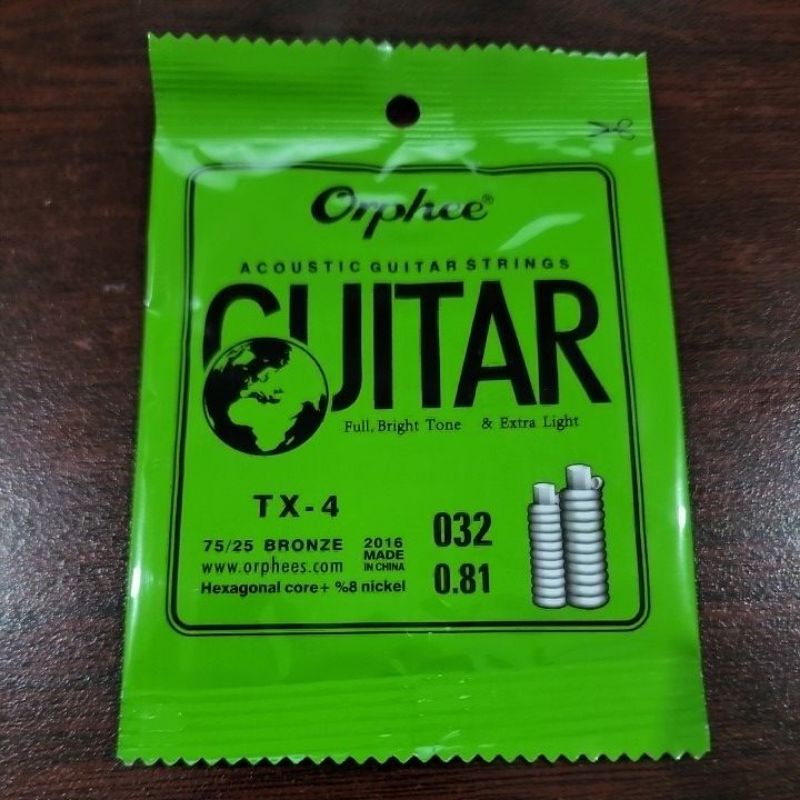 Orphee®
ACOUSTIC GUITAR STRINGS
GUITAR
Full, Bright Tone & Extra Light
TX-4
75/25 BRONZE
www.orphees.com
2016
MADE
IN CHINA
Hexagonal core+ %8 nickel
032
0.81